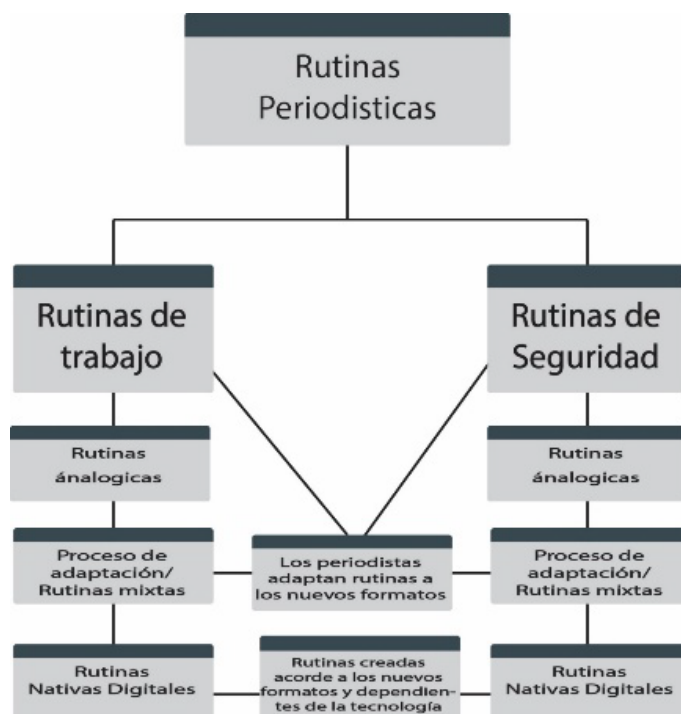 Rutinas
Periodisticas
Rutinas de
trabajo
Rutinas de
Seguridad
Rutinas
ánalogicas
Rutinas
ánalogicas
Proceso de
adaptación/
Rutinas mixtas
Los periodistas
adaptan rutinas a
los nuevos formatos
Proceso de
adaptación/
Rutinas mixtas
Rutinas
Nativas Digitales
Rutinas creadas
acorde a los nuevos
formatos y dependien-
tes de la tecnología
Rutinas
Nativas Digitales